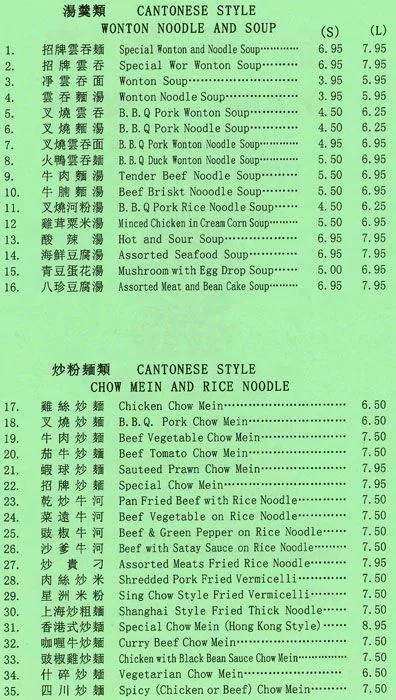 湯羹類 CANTONESE STYLE
WONTON NOODLE AND SOUP
(S) (L)
1. 招牌雲吞麵 Special Wonton and Noodle Soup············ 6.95 7.95
2. 招牌雲吞 Special Wor Wonton Soup············ 6.95 7.95
3. 淨雲吞面 Wonton Soup············ 3.95 5.95
4. 雲吞麵湯 Wonton Noodle Soup············ 3.95 5.95
5. 叉燒雲吞 B.B.Q Pork Wonton Soup············ 4.50 6.25
6. 叉燒麵湯 B.B.Q Pork Noodle Soup············ 4.50 6.25
7. 叉燒雲吞面 B.B.Q Pork Wonton Noodle Soup············ 4.95 6.95
8. 火鴨雲吞麵 B.B.Q Duck Wonton Noodle Soup············ 5.50 6.95
9. 牛肉麵湯 Tender Beef Noodle Soup············ 5.50 6.95
10. 牛腩麵湯 Beef Briskt Nooodle Soup············ 5.50 6.95
11. 叉燒河粉湯 B.B.Q Pork Rice Noodle Soup············ 4.50 6.25
12 雞茸粟米湯 Minced Chicken in Cream Corn Soup············ 5.50 6.95
13. 酸辣湯 Hot and Sour Soup············ 6.95 7.95
14. 海鮮豆腐湯 Assorted Seafood Soup············ 6.95 7.95
15. 青豆蛋花湯 Mushroom with Egg Drop Soup······ 5.00 6.95
16. 八珍豆腐湯 Assorted Meat and Bean Cake Soup········· 6.95 7.95
炒粉麵類 CANTONESE STYLE
CHOW MEIN AND RICE NOODLE
17. 雞絲炒麵 Chicken Chow Mein············ 6.50
18. 叉燒炒麵 B.B.Q. Pork Chow Mein············ 6.50
19. 牛肉炒麵 Beef Vegetable Chow Mein············ 7.50
20. 茄牛炒麵 Beef Tomato Chow Mein············ 7.50
21. 蝦球炒麵 Sauteed Prawn Chow Mein············ 7.95
22. 招牌炒麵 Special Chow Mein············ 7.95
23. 乾炒牛河 Pan Fried Beef with Rice Noodle············ 7.50
24. 菜遠牛河 Beef Vegetable on Rice Noodle············ 7.50
25. 豉椒牛河 Beef & Green Pepper on Rice Noodle······ 7.50
26. 沙爹牛河 Beef with Satay Sauce on Rice Noodle········· 7.50
27. 炒貴刁 Assorted Meats Fried Rice Noodle············ 7.95
28. 肉絲炒米 Shredded Pork Fried Vermicelli············ 7.50
29. 星洲米粉 Sing Chow Style Fried Vermicelli············ 7.50
30. 上海炒粗麵 Shanghai Style Fried Thick Noodle······ 7.50
31. 香港式炒麵 Special Chow Mein (Hong Kong Style)······ 8.95
32. 咖喱牛炒麵 Curry Beef Chow Mein············ 7.50
33. 豉椒雞炒麵 Chicken with Black Bean Sauce Chow Mein············ 7.50
34. 什碎炒麵 Vegetarian Chow Mein············ 6.50
35. 四川炒麵 Spicy (Chicken or Beef) Chow Mein········· 7.50